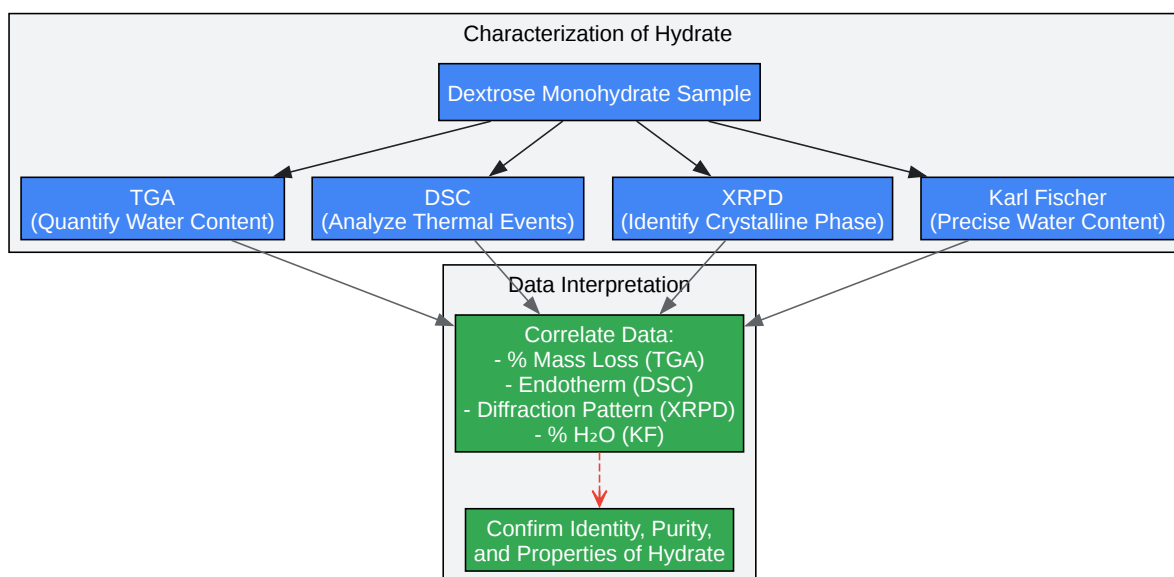 Characterization of Hydrate
Dextrose Monohydrate Sample
TGA
(Quantify Water Content)
DSC
(Analyze Thermal Events)
XRPD
(Identify Crystalline Phase)
Karl Fischer
(Precise Water Content)
Data Interpretation
Correlate Data:
- % Mass Loss (TGA)
- Endotherm (DSC)
- Diffraction Pattern (XRPD)
- % H₂O (KF)
Confirm Identity, Purity,
and Properties of Hydrate